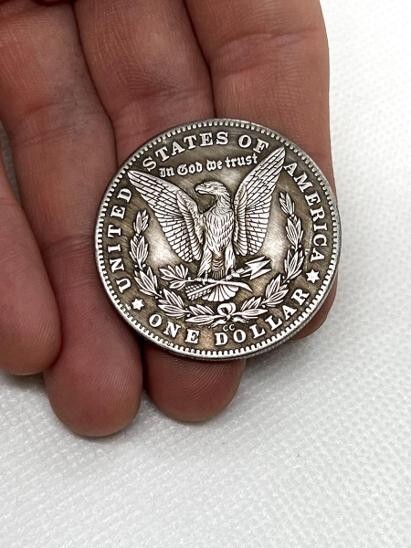 UNITED STATES OF AMERICA
In God we trust
CC
ONE DOLLAR